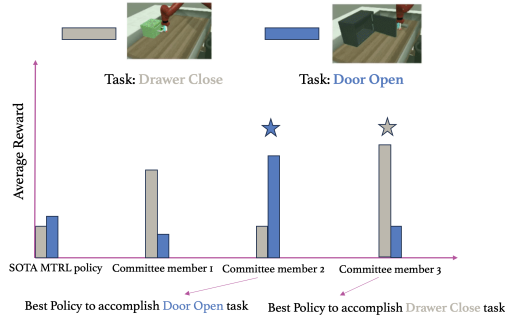 Task: Drawer Close
Task: Door Open
Average Reward
SOTA MTRL policy
Committee member 1
Committee member 2
Committee member 3
Best Policy to accomplish Door Open task
Best Policy to accomplish Drawer Close task